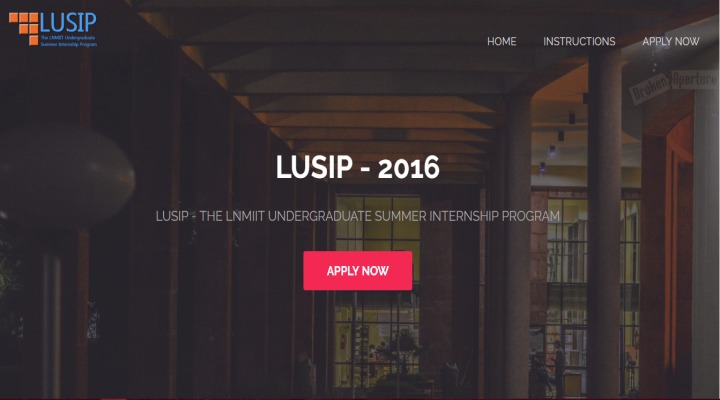 LUSIP
The LNMIIT Undergraduate
Summer Internship Program
HOME INSTRUCTIONS APPLY NOW
Drunken Aperture
LUSIP - 2016
LUSIP - THE LNMIIT UNDERGRADUATE SUMMER INTERNSHIP PROGRAM
APPLY NOW